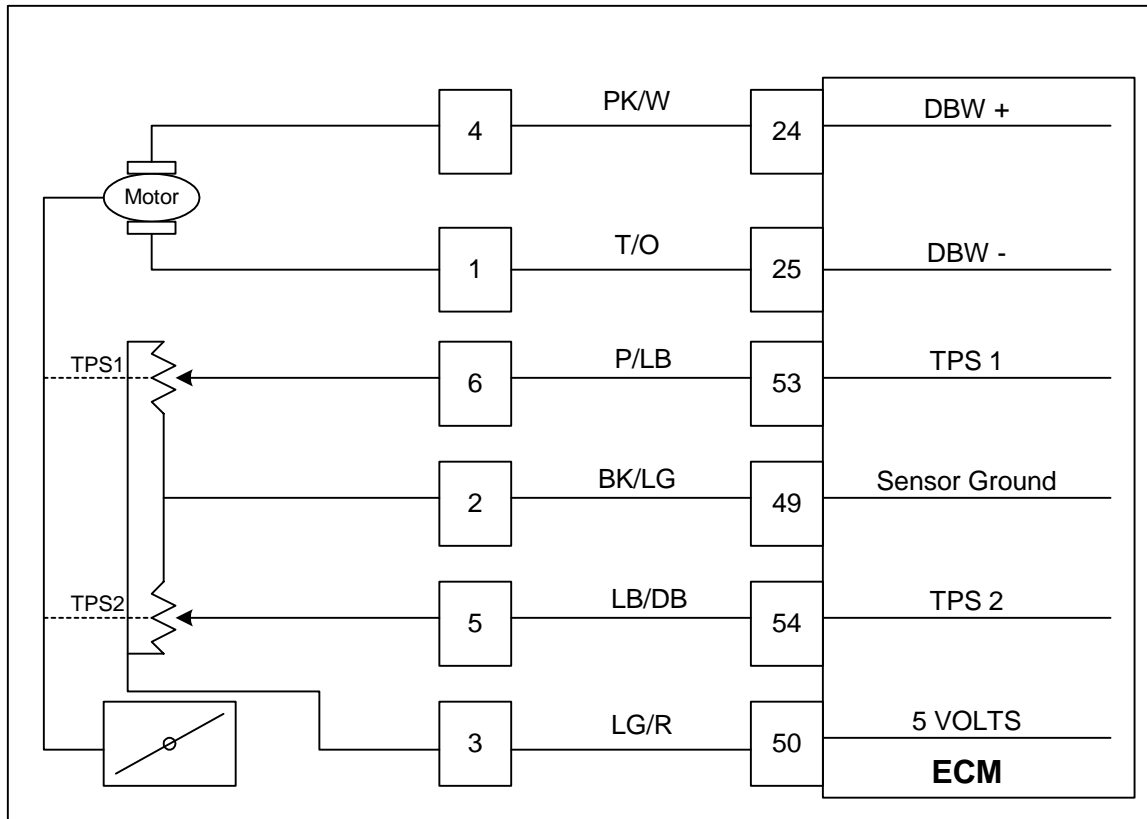 PK/W
DBW +
4
24
Motor
T/O
DBW -
1
25
TPS1
P/LB
TPS 1
6
53
BK/LG
Sensor Ground
2
49
TPS2
LB/DB
TPS 2
5
54
LG/R
5 VOLTS
3
50
ECM